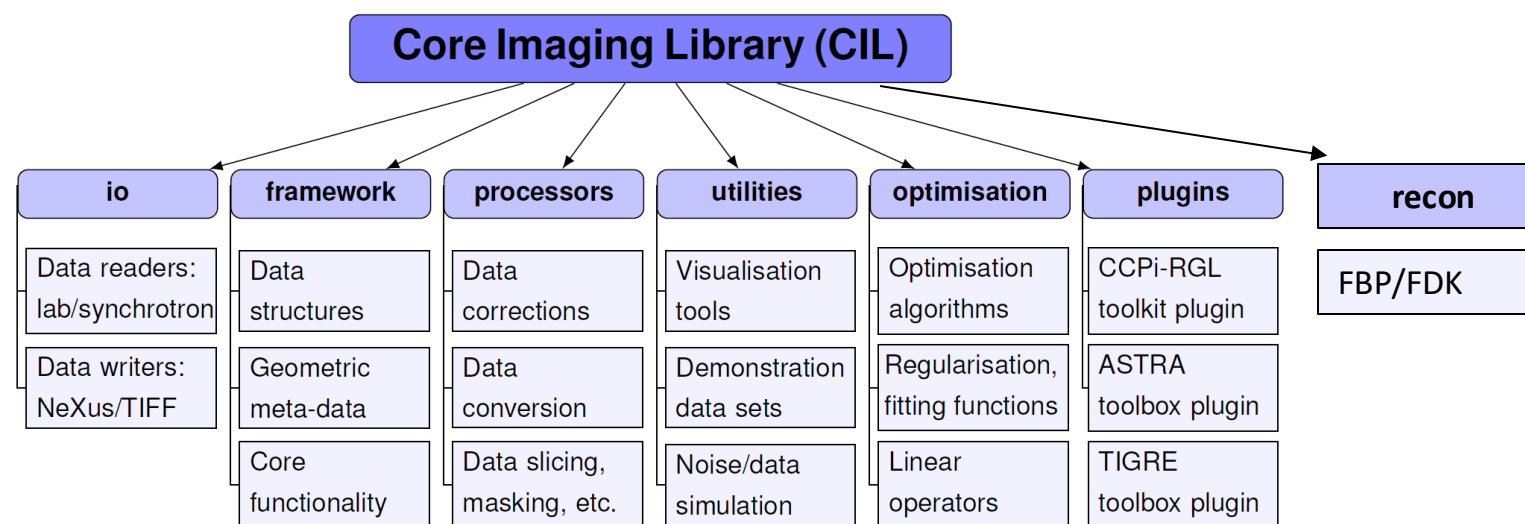 Core Imaging Library (CIL)
io
framework
processors
utilities
optimisation
plugins
recon
Data readers:
lab/synchrotron
Data writers:
NeXus/TIFF
Data
structures
Geometric
meta-data
Core
functionality
Data
corrections
Data
conversion
Data slicing,
masking, etc.
Visualisation
tools
Demonstration
data sets
Noise/data
simulation
Optimisation
algorithms
Regularisation,
fitting functions
Linear
operators
CCPi-RGL
toolkit plugin
ASTRA
toolbox plugin
TIGRE
toolbox plugin
FBP/FDK